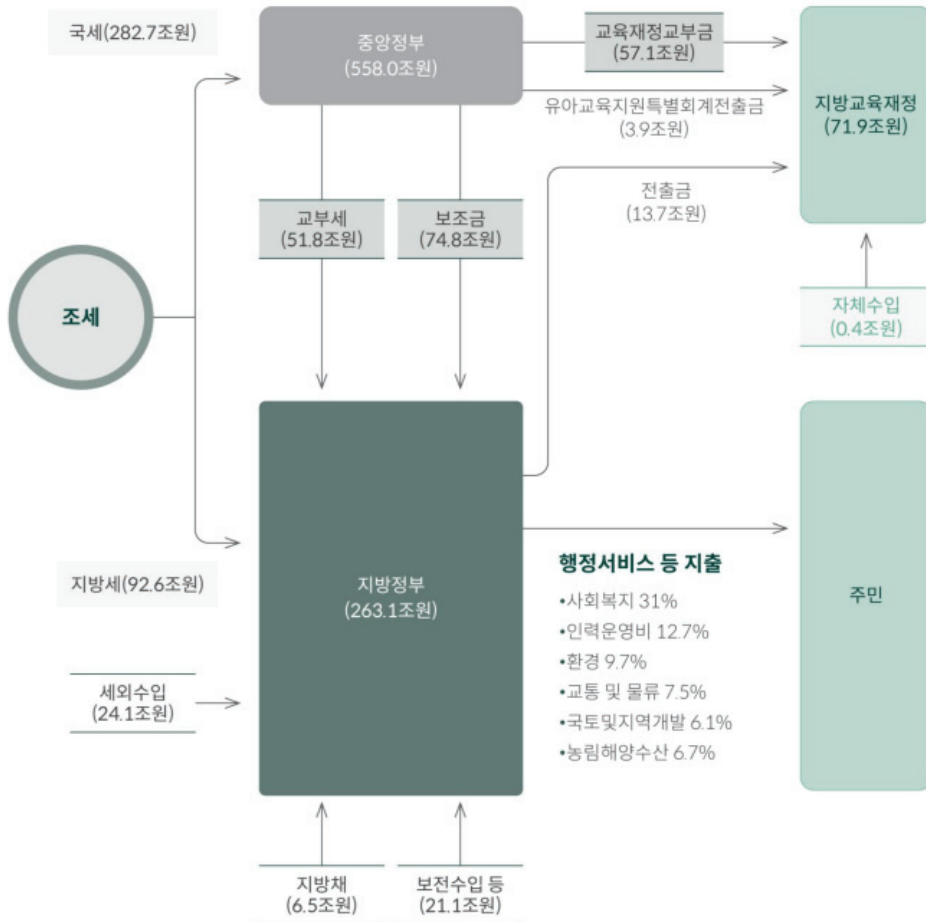 국세(282.7조원)
중앙정부
(558.0조원)
교육재정교부금
(57.1조원)
유아교육지원특별회계전출금
(3.9조원)
지방교육재정
(71.9조원)
전출금
(13.7조원)
교부세
(51.8조원)
보조금
(74.8조원)
조세
자체수입
(0.4조원)
지방세(92.6조원)
지방정부
(263.1조원)
행정서비스 등 지출
•사회복지 31%
•인력운영비 12.7%
•환경 9.7%
•교통 및 물류 7.5%
•국토및지역개발 6.1%
•농림해양수산 6.7%
주민
세외수입
(24.1조원)
지방채
(6.5조원)
보전수입 등
(21.1조원)